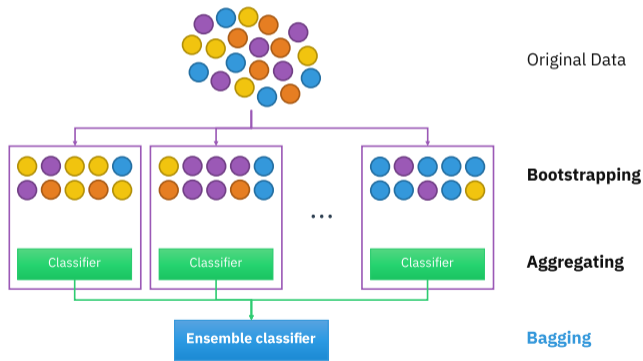 Original Data
Bootstrapping
...
Classifier
Classifier
Classifier
Aggregating
Ensemble classifier
Bagging